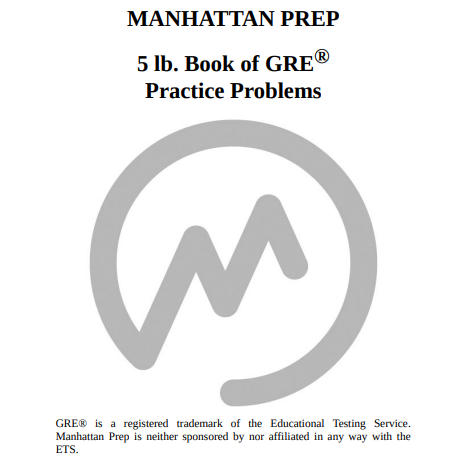 MANHATTAN PREP
5 lb. Book of GRE®
Practice Problems
GRE® is a registered trademark of the Educational Testing Service.
Manhattan Prep is neither sponsored by nor affiliated in any way with the
ETS.